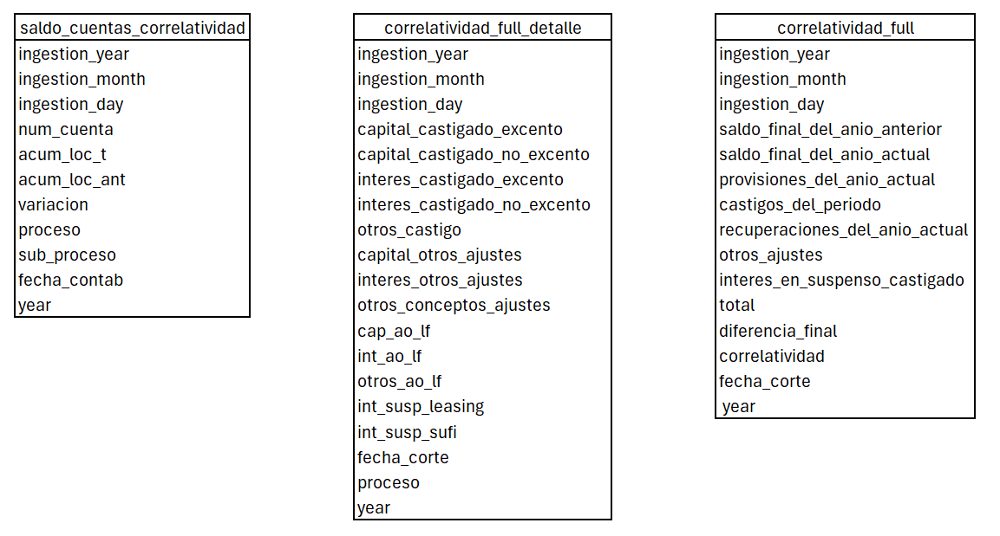 saldo_cuentas_correlatividad
ingestion_year
ingestion_month
ingestion_day
num_cuenta
acum_loc_t
acum_loc_ant
variacion
proceso
sub_proceso
fecha_contab
year
correlatividad_full_detalle
ingestion_year
ingestion_month
ingestion_day
capital_castigado_excento
capital_castigado_no_excento
interes_castigado_excento
interes_castigado_no_excento
otros_castigo
capital_otros_ajustes
interes_otros_ajustes
otros_conceptos_ajustes
cap_ao_lf
int_ao_lf
otros_ao_lf
int_susp_leasing
int_susp_sufi
fecha_corte
proceso
year
correlatividad_full
ingestion_year
ingestion_month
ingestion_day
saldo_final_del_anio_anterior
saldo_final_del_anio_actual
provisiones_del_anio_actual
castigos_del_periodo
recuperaciones_del_anio_actual
otros_ajustes
interes_en_suspenso_castigado
total
diferencia_final
correlatividad
fecha_corte
year